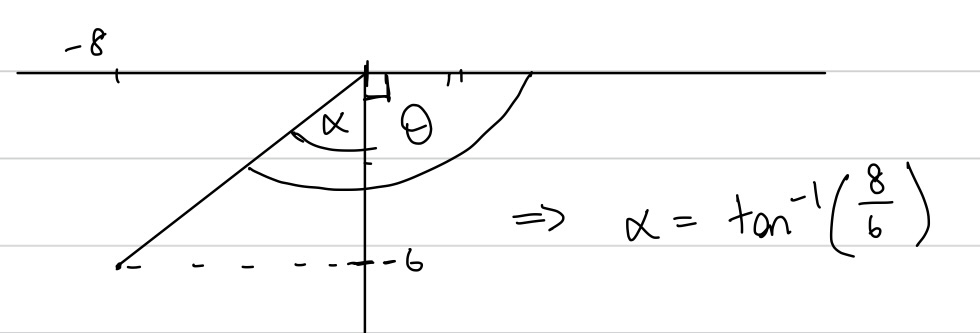 -8
α θ
⇒ α = tan⁻¹(8/6)
-6